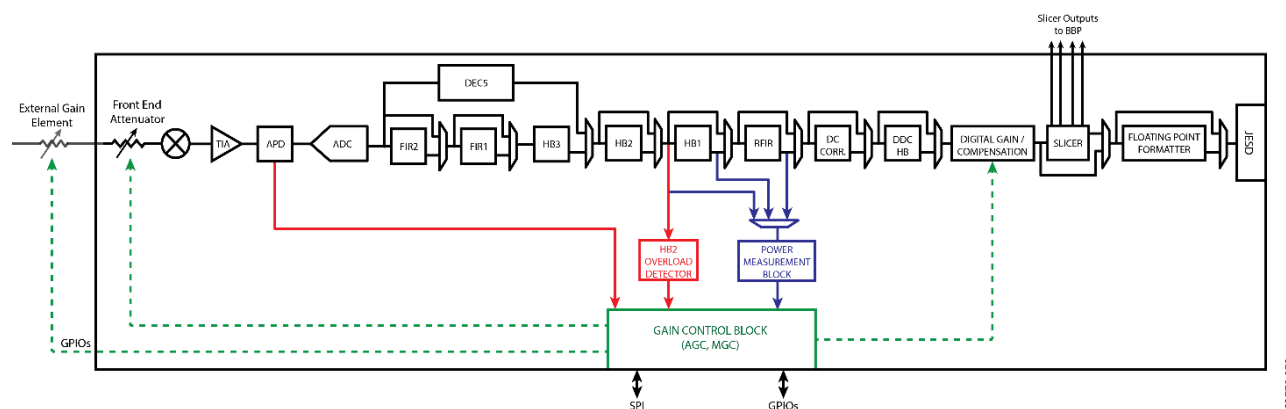 Slicer Outputs
to BBP
External Gain
Element
Front End
Attenuator
DEC5
TIA
APD
ADC
FIR2
FIR1
HB3
HB2
HB1
RFIR
DC
CORR.
DDC
HB
DIGITAL GAIN /
COMPENSATION
SLICER
FLOATING POINT
FORMATTER
JESD
HB2
OVERLOAD
DETECTOR
POWER
MEASUREMENT
BLOCK
GAIN CONTROL BLOCK
(AGC, MGC)
GPIOs
SPI
GPIOs